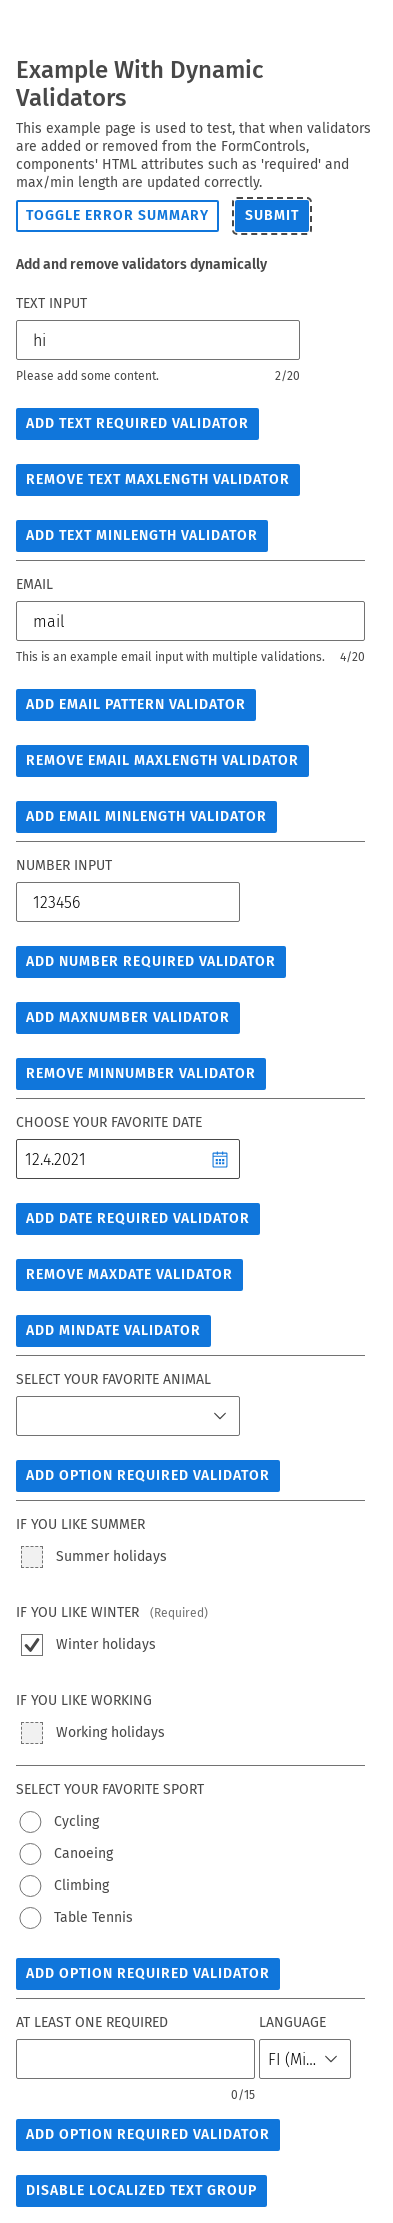 Example With Dynamic
Validators
This example page is used to test, that when validators
are added or removed from the FormControls,
components' HTML attributes such as 'required' and
max/min length are updated correctly.
TOGGLE ERROR SUMMARY SUBMIT
Add and remove validators dynamically
TEXT INPUT
hi
Please add some content. 2/20
ADD TEXT REQUIRED VALIDATOR
REMOVE TEXT MAXLENGTH VALIDATOR
ADD TEXT MINLENGTH VALIDATOR
EMAIL
mail
This is an example email input with multiple validations. 4/20
ADD EMAIL PATTERN VALIDATOR
REMOVE EMAIL MAXLENGTH VALIDATOR
ADD EMAIL MINLENGTH VALIDATOR
NUMBER INPUT
123456
ADD NUMBER REQUIRED VALIDATOR
ADD MAXNUMBER VALIDATOR
REMOVE MINNUMBER VALIDATOR
CHOOSE YOUR FAVORITE DATE
12.4.2021
ADD DATE REQUIRED VALIDATOR
REMOVE MAXDATE VALIDATOR
ADD MINDATE VALIDATOR
SELECT YOUR FAVORITE ANIMAL
ADD OPTION REQUIRED VALIDATOR
IF YOU LIKE SUMMER
Summer holidays
IF YOU LIKE WINTER (Required)
Winter holidays
IF YOU LIKE WORKING
Working holidays
SELECT YOUR FAVORITE SPORT
Cycling
Canoeing
Climbing
Table Tennis
ADD OPTION REQUIRED VALIDATOR
AT LEAST ONE REQUIRED LANGUAGE
FI (Mi...
0/15
ADD OPTION REQUIRED VALIDATOR
DISABLE LOCALIZED TEXT GROUP